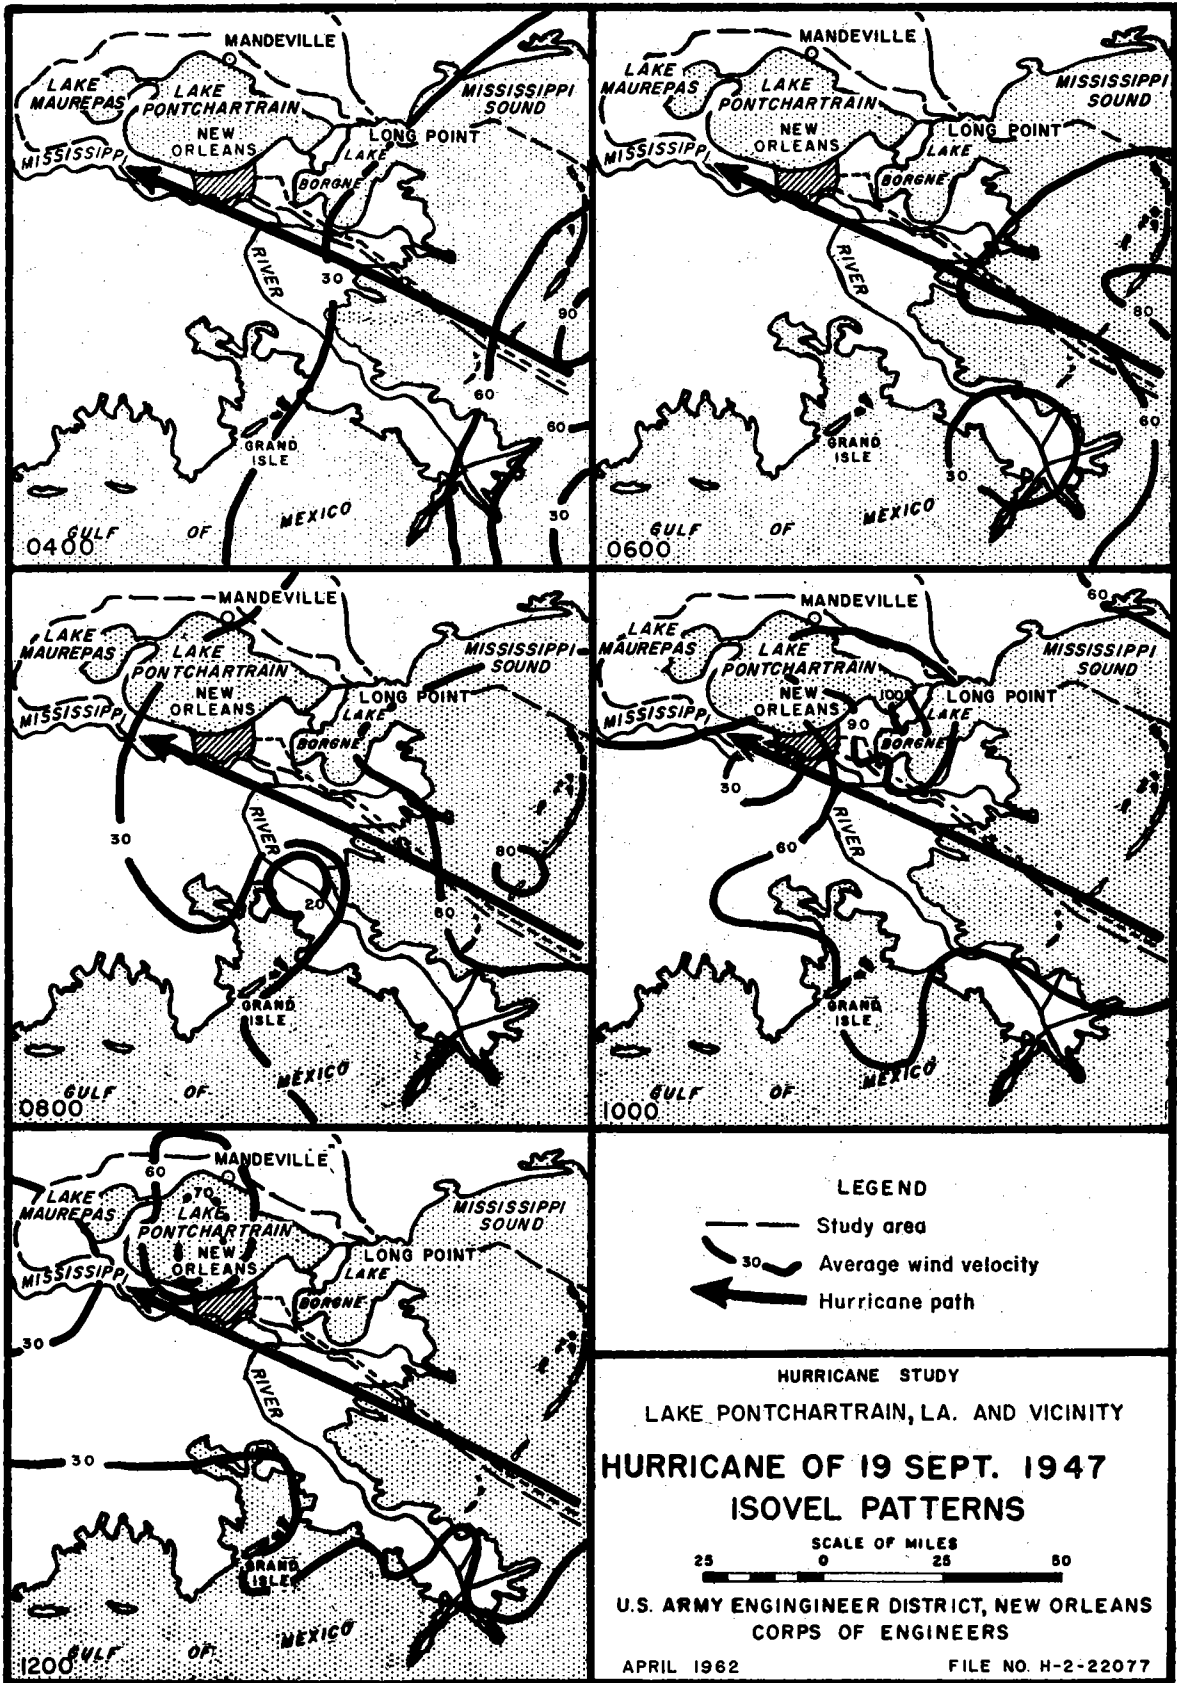 MANDEVILLE
LAKE
MAUREPAS
LAKE
PONTCHARTRAIN
MISSISSIPPI
SOUND
NEW
ORLEANS
LONG POINT
LAKE
BORGNE
MISSISSIPPI
RIVER
30
90
60
60
GRAND
ISLE
30
GULF OF MEXICO
0400
MANDEVILLE
LAKE
MAUREPAS
LAKE
PONTCHARTRAIN
MISSISSIPPI
SOUND
NEW
ORLEANS
LONG POINT
LAKE
BORGNE
MISSISSIPPI
RIVER
80
60
GRAND
ISLE
30
GULF OF MEXICO
0600
MANDEVILLE
LAKE
MAUREPAS
LAKE
PONTCHARTRAIN
MISSISSIPPI
SOUND
NEW
ORLEANS
LONG POINT
LAKE
BORGNE
MISSISSIPPI
30
RIVER
80
20
60
GRAND
ISLE
GULF OF MEXICO
0800
60
MANDEVILLE
LAKE
MAUREPAS
LAKE
PONTCHARTRAIN
MISSISSIPPI
SOUND
NEW
ORLEANS
100
LONG POINT
90
LAKE
BORGNE
MISSISSIPPI
30
RIVER
60
GRAND
ISLE
GULF OF MEXICO
1000
60
MANDEVILLE
LAKE
MAUREPAS
70
LAKE
PONTCHARTRAIN
MISSISSIPPI
SOUND
NEW
ORLEANS
LONG POINT
LAKE
BORGNE
MISSISSIPPI
30
RIVER
30
GRAND
ISLE
GULF OF MEXICO
1200
LEGEND
Study area
30 Average wind velocity
Hurricane path
HURRICANE STUDY
LAKE PONTCHARTRAIN, LA. AND VICINITY
HURRICANE OF 19 SEPT. 1947
ISOVEL PATTERNS
SCALE OF MILES
25 0 25 50
U.S. ARMY ENGINGINEER DISTRICT, NEW ORLEANS
CORPS OF ENGINEERS
APRIL 1962 FILE NO. H-2-22077